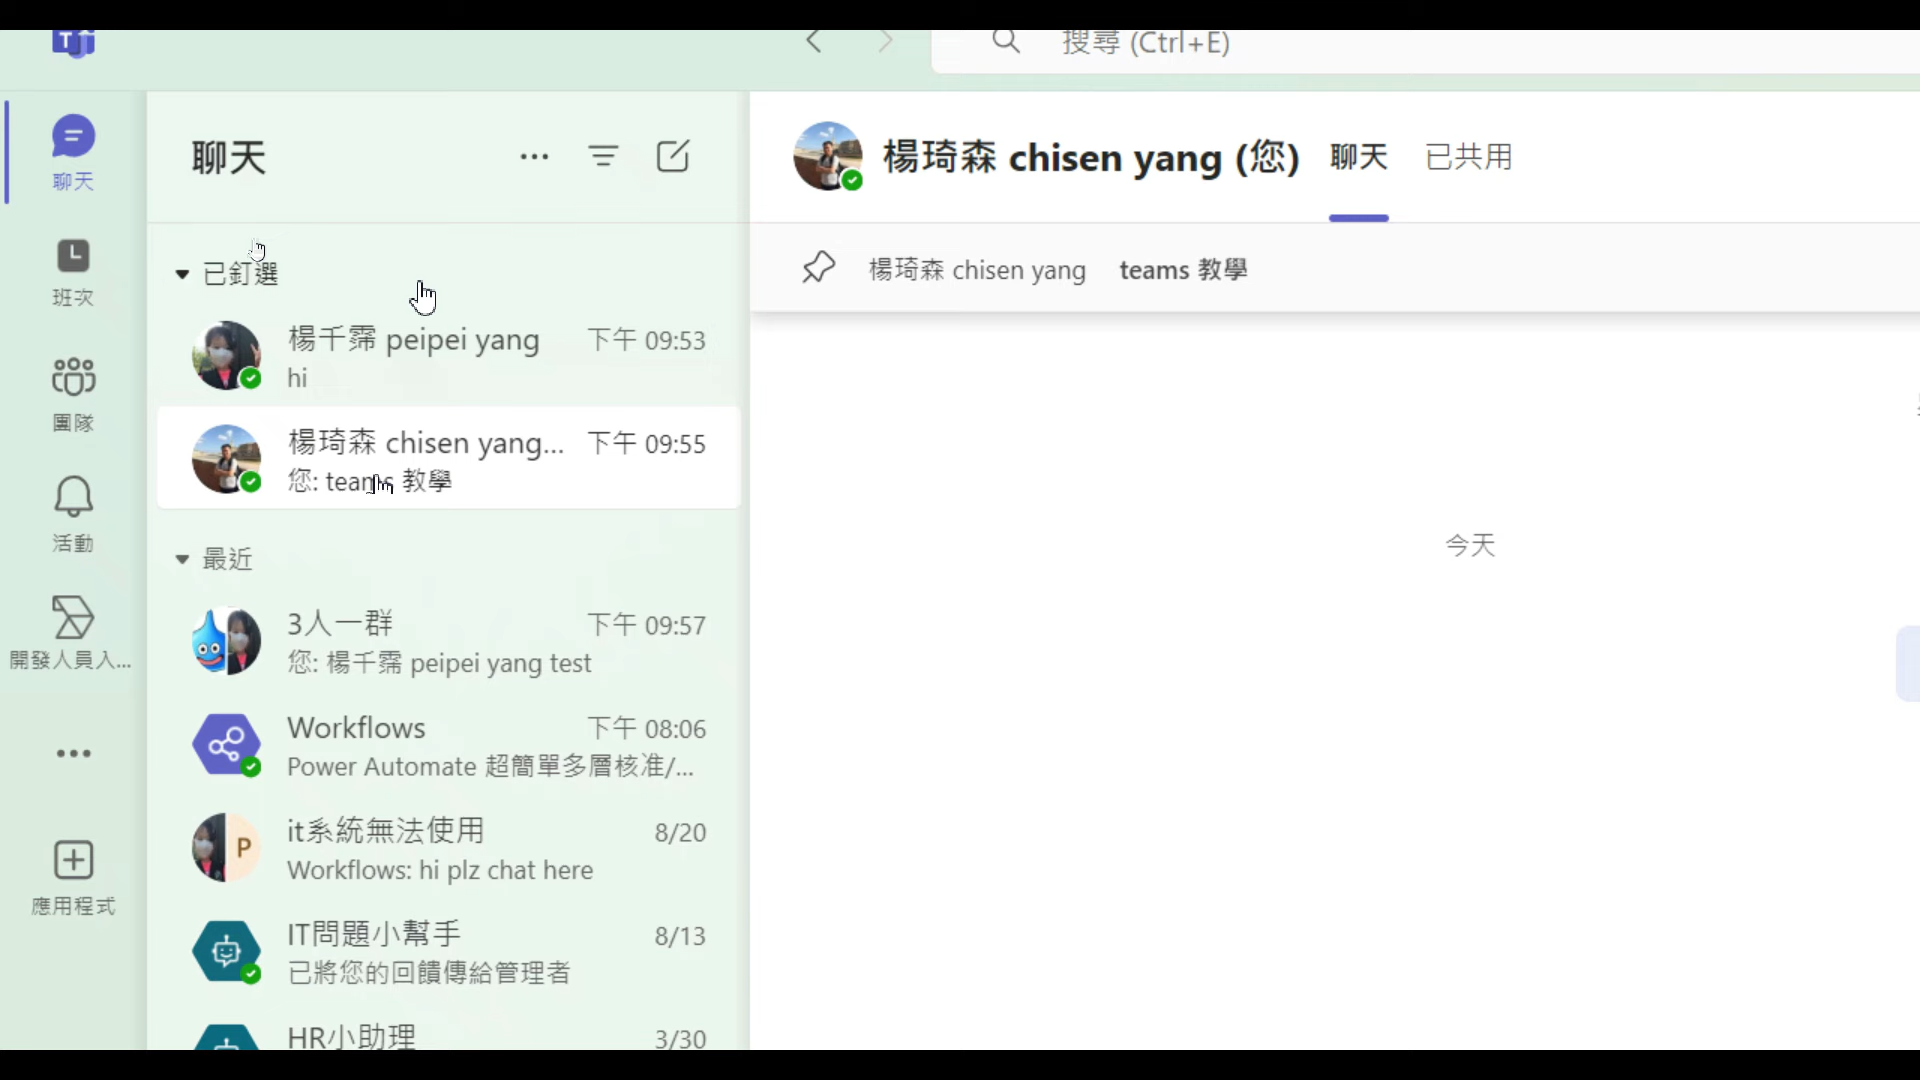 搜尋 (Ctrl+E)
聊天
班次
團隊
活動
開發人員入...
應用程式
聊天
已釘選
楊千霈 peipei yang 下午 09:53
hi
楊琦森 chisen yang... 下午 09:55
您: teams 教學
最近
3人一群 下午 09:57
您: 楊千霈 peipei yang test
Workflows 下午 08:06
Power Automate 超簡單多層核准/...
P
it系統無法使用 8/20
Workflows: hi plz chat here
IT問題小幫手 8/13
已將您的回饋傳給管理者
HR小助理 3/30
楊琦森 chisen yang (您) 聊天 已共用
楊琦森 chisen yang teams 教學
今天